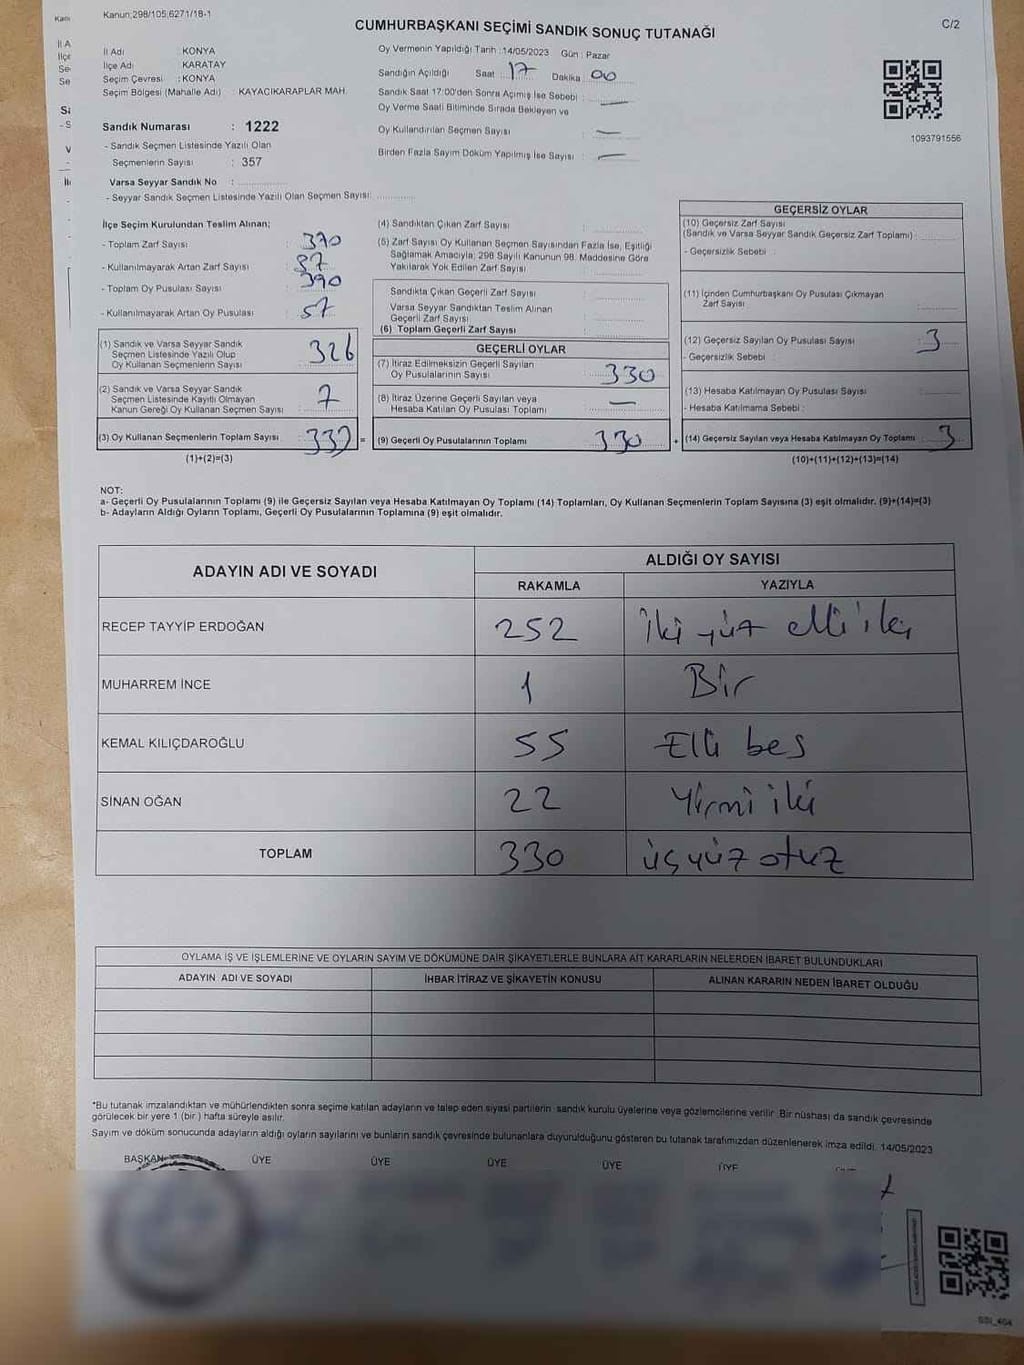 Kanun;298/105;6271/18-1
CUMHURBAŞKANI SEÇİMİ SANDIK SONUÇ TUTANAĞI
C/2
İl Adı : KONYA
İlçe Adı KARATAY
Seçim Çevresi : KONYA
Seçim Bölgesi (Mahalle Adı) : KAYACIKARAPLAR MAH.
Oy Vermenin Yapıldığı Tarih :14/05/2023 Gün : Pazar
Sandığın Açıldığı Saat : 17 Dakika : 00
Sandık Saat 17:00'den Sonra Açımış İse Sebebi : —
Oy Verme Saati Bitiminde Sırada Bekleyen ve
Oy Kullandırılan Seçmen Sayısı : —
Birden Fazla Sayım Döküm Yapılmış İse Sayısı : —
1093791556
Sandık Numarası : 1222
- Sandık Seçmen Listesinde Yazılı Olan
Seçmenlerin Sayısı : 357
Varsa Seyyar Sandık No :
- Seyyar Sandık Seçmen Listesinde Yazılı Olan Seçmen Sayısı:
İlçe Seçim Kurulundan Teslim Alınan;
- Toplam Zarf Sayısı : 390
- Kullanılmayarak Artan Zarf Sayısı : 57
- Toplam Oy Pusulası Sayısı : 390
- Kullanılmayarak Artan Oy Pusulası : 57
(1) Sandık ve Varsa Seyyar Sandık
Seçmen Listesinde Yazılı Olup
Oy Kullanan Seçmenlerin Sayısı : 326
(2) Sandık ve Varsa Seyyar Sandık
Seçmen Listesinde Kayıtlı Olmayan
Kanun Gereği Oy Kullanan Seçmen Sayısı : 7
(3) Oy Kullanan Seçmenlerin Toplam Sayısı : 333 =
(1)+(2)=(3)
(4) Sandıktan Çıkan Zarf Sayısı :
(5) Zarf Sayısı Oy Kullanan Seçmen Sayısından Fazla İse, Eşitliği
Sağlamak Amacıyla; 298 Sayılı Kanunun 98. Maddesine Göre
Yakılarak Yok Edilen Zarf Sayısı :
Sandıkta Çıkan Geçerli Zarf Sayısı :
Varsa Seyyar Sandıktan Teslim Alınan
Geçerli Zarf Sayısı :
(6) Toplam Geçerli Zarf Sayısı :
GEÇERLİ OYLAR
(7) İtiraz Edilmeksizin Geçerli Sayılan
Oy Pusulalarının Sayısı : 330
(8) İtiraz Üzerine Geçerli Sayılan veya
Hesaba Katılan Oy Pusulası Toplamı : —
(9) Geçerli Oy Pusulalarının Toplamı : 330 +
GEÇERSİZ OYLAR
(10) Geçersiz Zarf Sayısı
(Sandık ve Varsa Seyyar Sandık Geçersiz Zarf Toplamı) :
- Geçersizlik Sebebi :
(11) İçinden Cumhurbaşkanı Oy Pusulası Çıkmayan
Zarf Sayısı :
(12) Geçersiz Sayılan Oy Pusulası Sayısı : 3
- Geçersizlik Sebebi :
(13) Hesaba Katılmayan Oy Pusulası Sayısı :
- Hesaba Katılmama Sebebi :
(14) Geçersiz Sayılan veya Hesaba Katılmayan Oy Toplamı : 3
(10)+(11)+(12)+(13)=(14)
NOT:
a- Geçerli Oy Pusulalarının Toplamı (9) ile Geçersiz Sayılan veya Hesaba Katılmayan Oy Toplamı (14) Toplamları, Oy Kullanan Seçmenlerin Toplam Sayısına (3) eşit olmalıdır. (9)+(14)=(3)
b- Adayların Aldığı Oyların Toplamı, Geçerli Oy Pusulalarının Toplamına (9) eşit olmalıdır.
ADAYIN ADI VE SOYADI ALDIĞI OY SAYISI
RAKAMLA YAZIYLA
RECEP TAYYİP ERDOĞAN 252 İki yüz elli iki
MUHARREM İNCE 1 Bir
KEMAL KILIÇDAROĞLU 55 Elli beş
SİNAN OĞAN 22 Yirmi iki
TOPLAM 330 üçyüz otuz
OYLAMA İŞ VE İŞLEMLERİNE VE OYLARIN SAYIM VE DÖKÜMÜNE DAİR ŞİKAYETLERLE BUNLARA AİT KARARLARIN NELERDEN İBARET BULUNDUKLARI
ADAYIN ADI VE SOYADI İHBAR İTİRAZ VE ŞİKAYETİN KONUSU ALINAN KARARIN NEDEN İBARET OLDUĞU
*Bu tutanak imzalandıktan ve mühürlendikten sonra seçime katılan adayların ve talep eden siyasi partilerin sandık kurulu üyelerine veya gözlemcilerine verilir. Bir nüshası da sandık çevresinde
görülecek bir yere 1 (bir ) hafta süreyle asılır.
Sayım ve döküm sonucunda adayların aldığı oyların sayılarını ve bunların sandık çevresinde bulunanlara duyurulduğunu gösteren bu tutanak tarafımızdan düzenlenerek imza edildi. 14/05/2023
BAŞKAN ÜYE ÜYE ÜYE ÜYE ÜYE
SSI_404